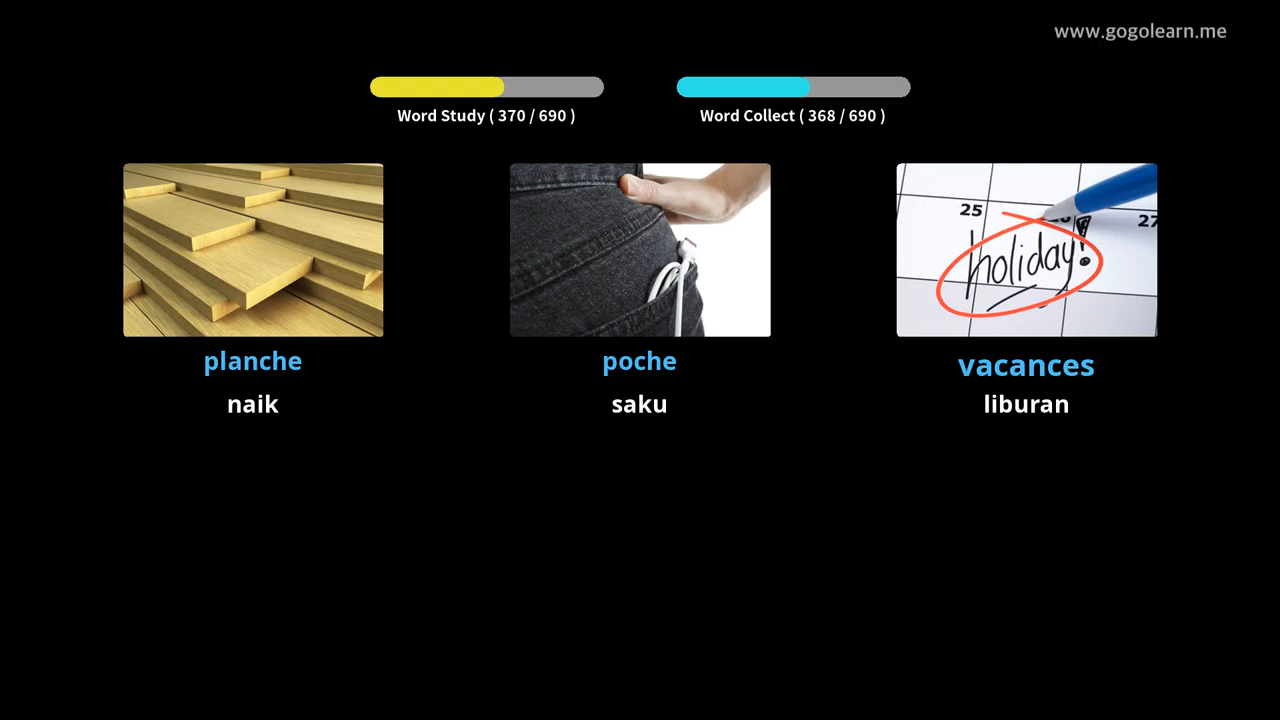 www.gogolearn.me
Word Study ( 370 / 690 )
Word Collect ( 368 / 690 )
25
27
holiday!
planche
poche
vacances
naik
saku
liburan